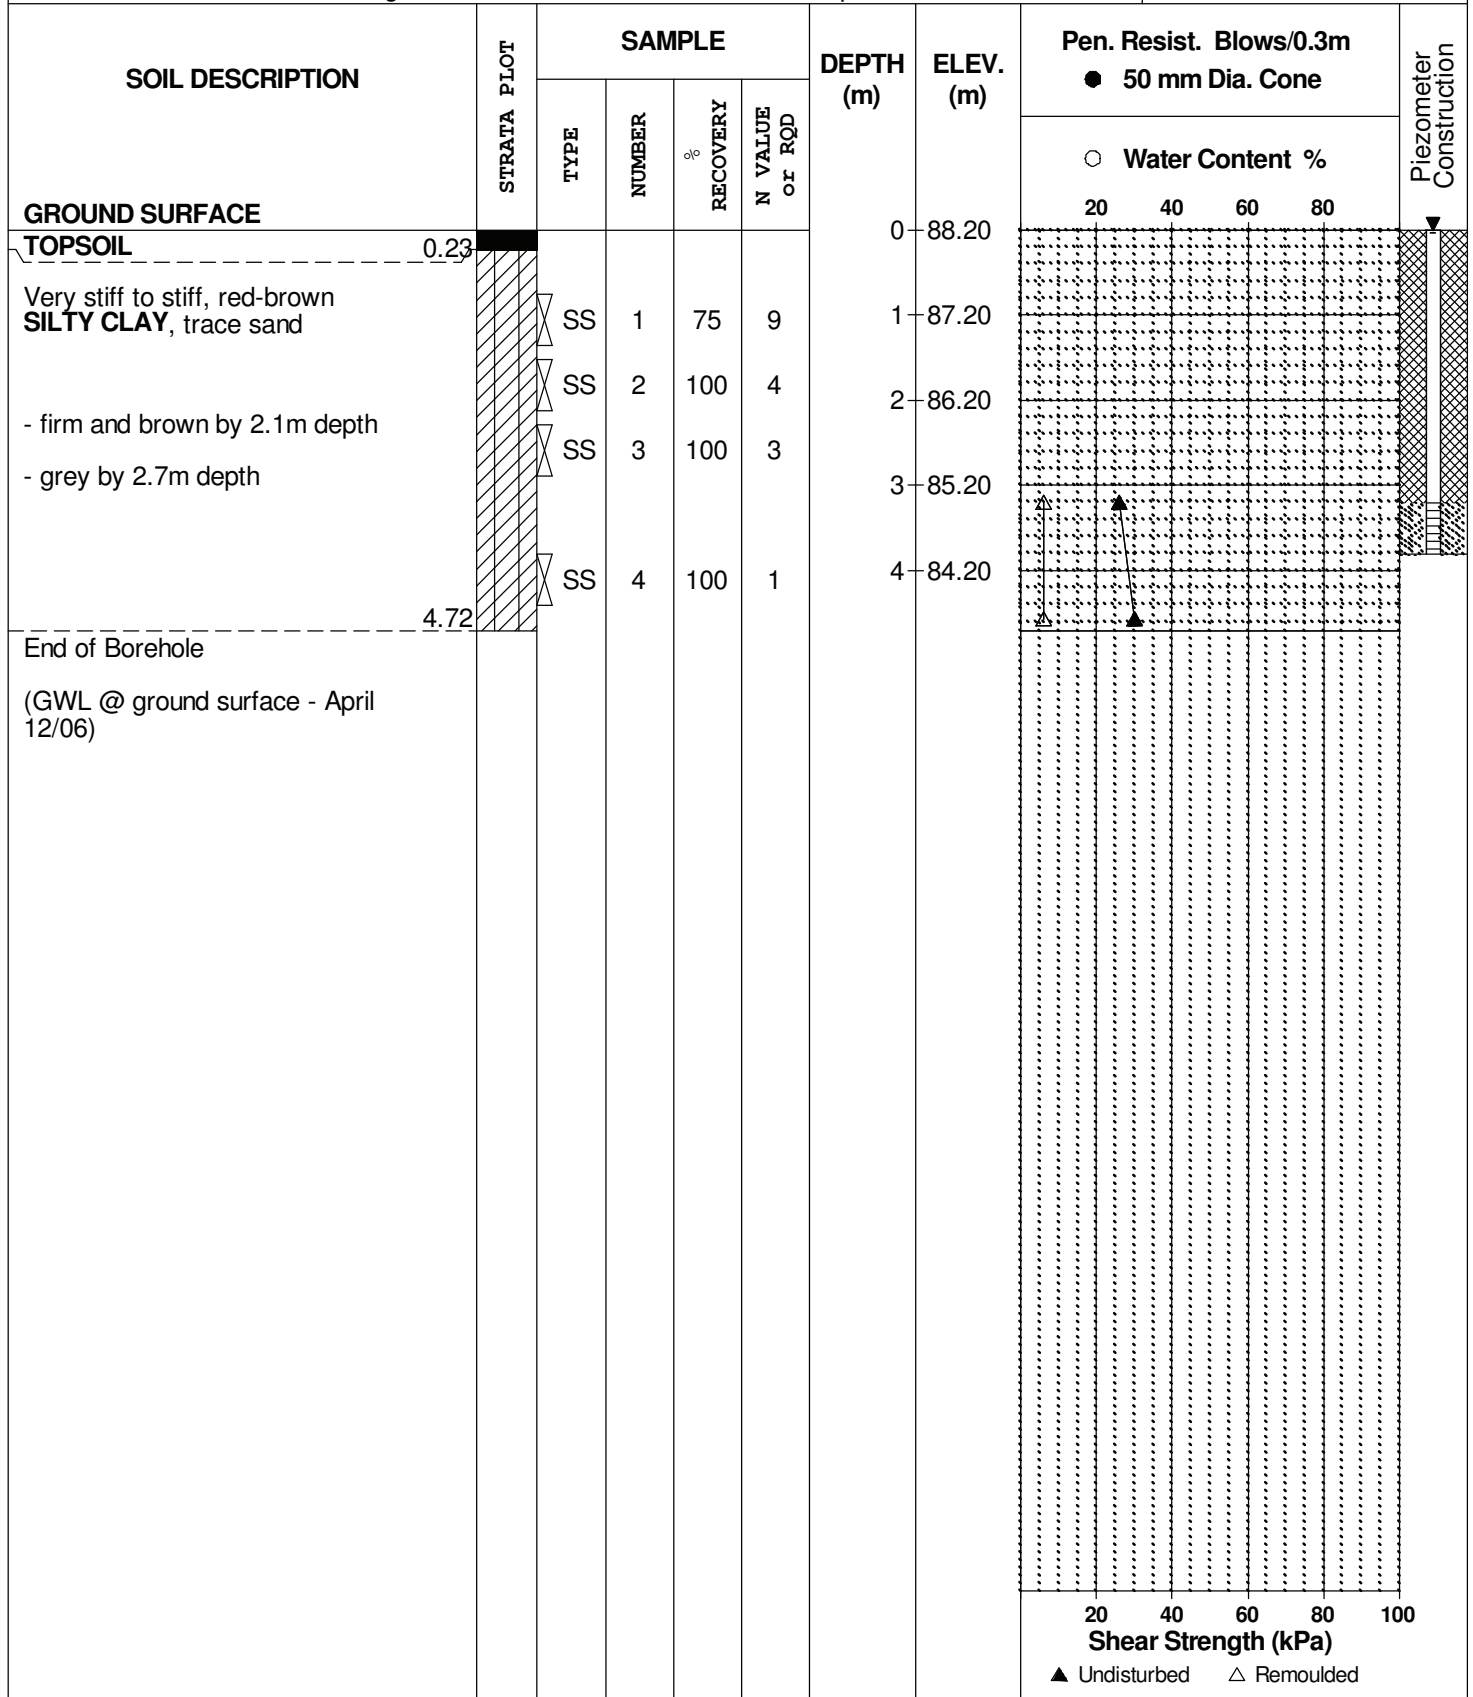 SOIL DESCRIPTION
GROUND SURFACE
STRATA PLOT
SAMPLE
TYPE
NUMBER
% RECOVERY
N VALUE or RQD
DEPTH (m)
ELEV. (m)
Pen. Resist. Blows/0.3m
● 50 mm Dia. Cone
○ Water Content %
20 40 60 80
Piezometer Construction
TOPSOIL 0.23
0 88.20
Very stiff to stiff, red-brown
SILTY CLAY, trace sand
SS 1 75 9
1 87.20
SS 2 100 4
2 86.20
- firm and brown by 2.1m depth
SS 3 100 3
- grey by 2.7m depth
3 85.20
4 84.20
SS 4 100 1
4.72
End of Borehole
(GWL @ ground surface - April
12/06)
20 40 60 80 100
Shear Strength (kPa)
▲ Undisturbed △ Remoulded